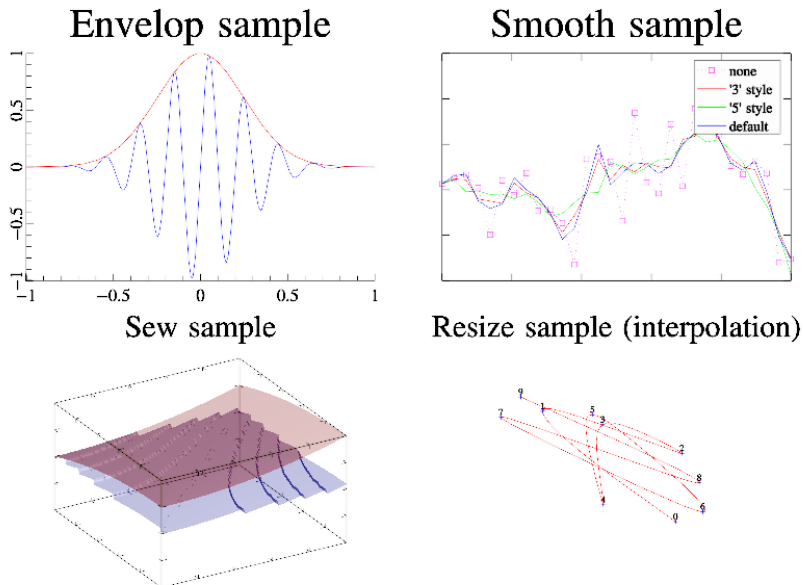 Envelop sample
Smooth sample
1
0.5
0
−0.5
−1
−1
−0.5
0
0.5
1
none
'3' style
'5' style
default
Sew sample
Resize sample (interpolation)
9
7
1
5
3
2
8
4
6
0